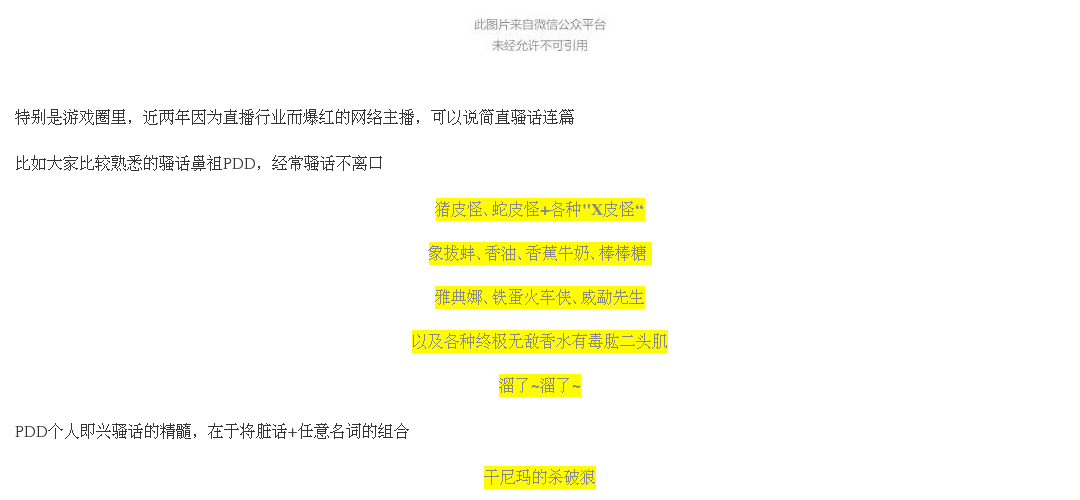 此图片来自微信公众平台
未经允许不可引用
特别是游戏圈里，近两年因为直播行业而爆红的网络主播，可以说简直骚话连篇
比如大家比较熟悉的骚话鼻祖PDD，经常骚话不离口
猪皮怪、蛇皮怪+各种"X皮怪“
象拔蚌、香油、香蕉牛奶、棒棒糖
雅典娜、铁蛋火车侠、威勐先生
以及各种终极无敌香水有毒肱二头肌
溜了~溜了~
PDD个人即兴骚话的精髓，在于将脏话+任意名词的组合
干尼玛的杀破狼